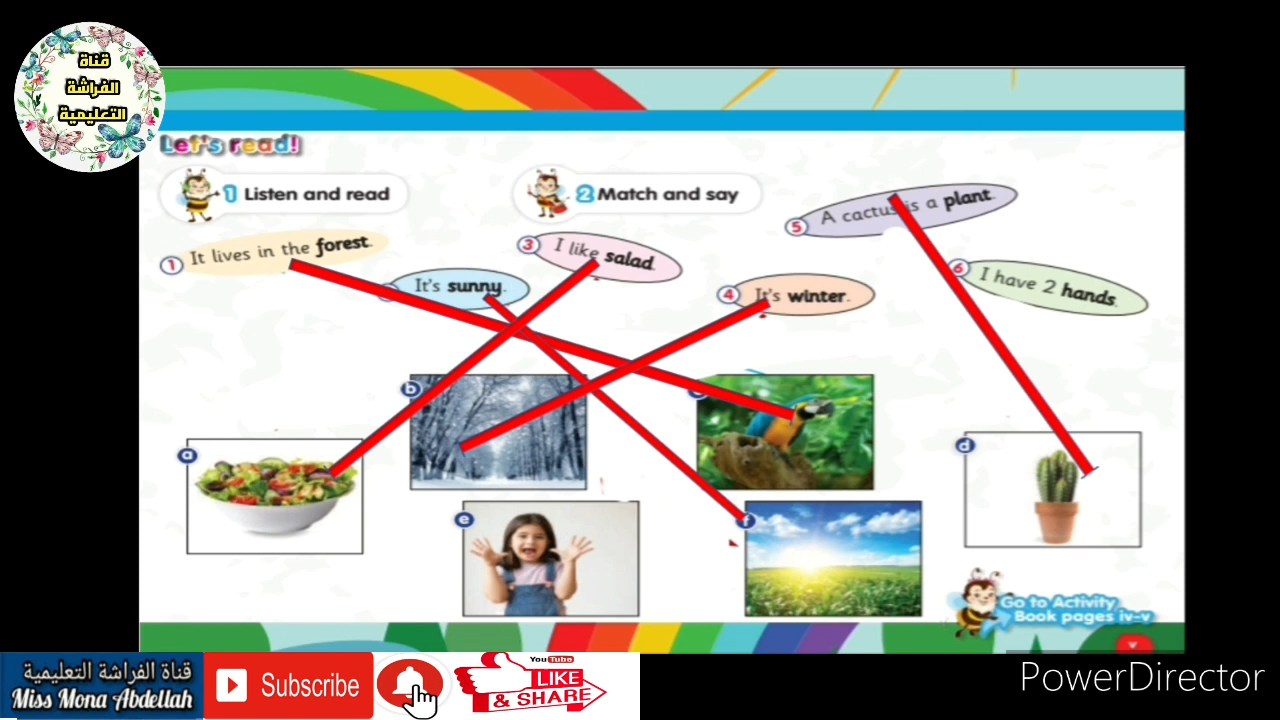 قناة
الفراشة
التعليمية
Let's read!
1 Listen and read
2 Match and say
5 A cactus is a plant.
1 It lives in the forest.
3 I like salad.
It's sunny.
4 It's winter.
6 I have 2 hands.
a
b
d
e
f
Go to Activity
Book pages iv-v
قناة الفراشة التعليمية
Miss Mona Abdellah
Subscribe
YouTube
LIKE
& SHARE
PowerDirector